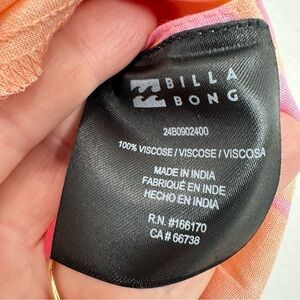 BILLA
BONG
24B0902400
100% VISCOSE / VISCOSE / VISCOSA
MADE IN INDIA
FABRIQUÉ EN INDE
HECHO EN INDIA
R.N. #166170
CA# 66738